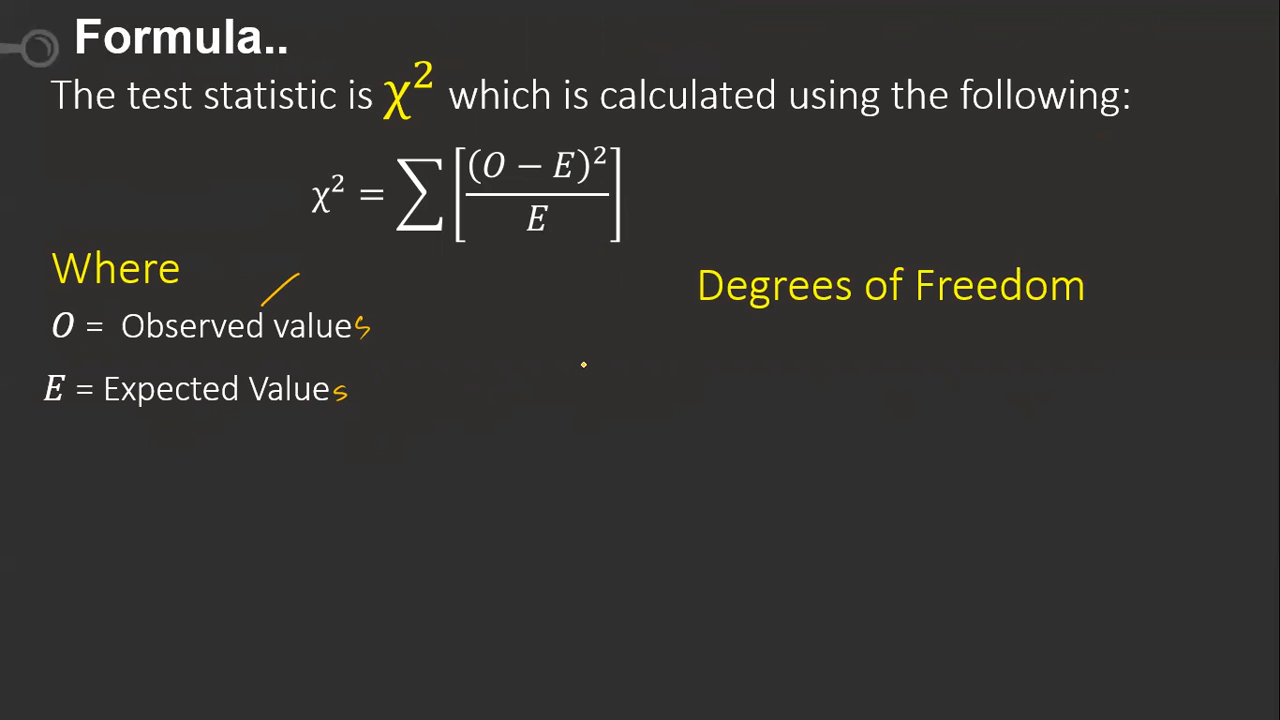 Formula..
The test statistic is χ² which is calculated using the following:
χ² = ∑ [(O − E)² / E]
Where
Degrees of Freedom
O = Observed values
E = Expected Values